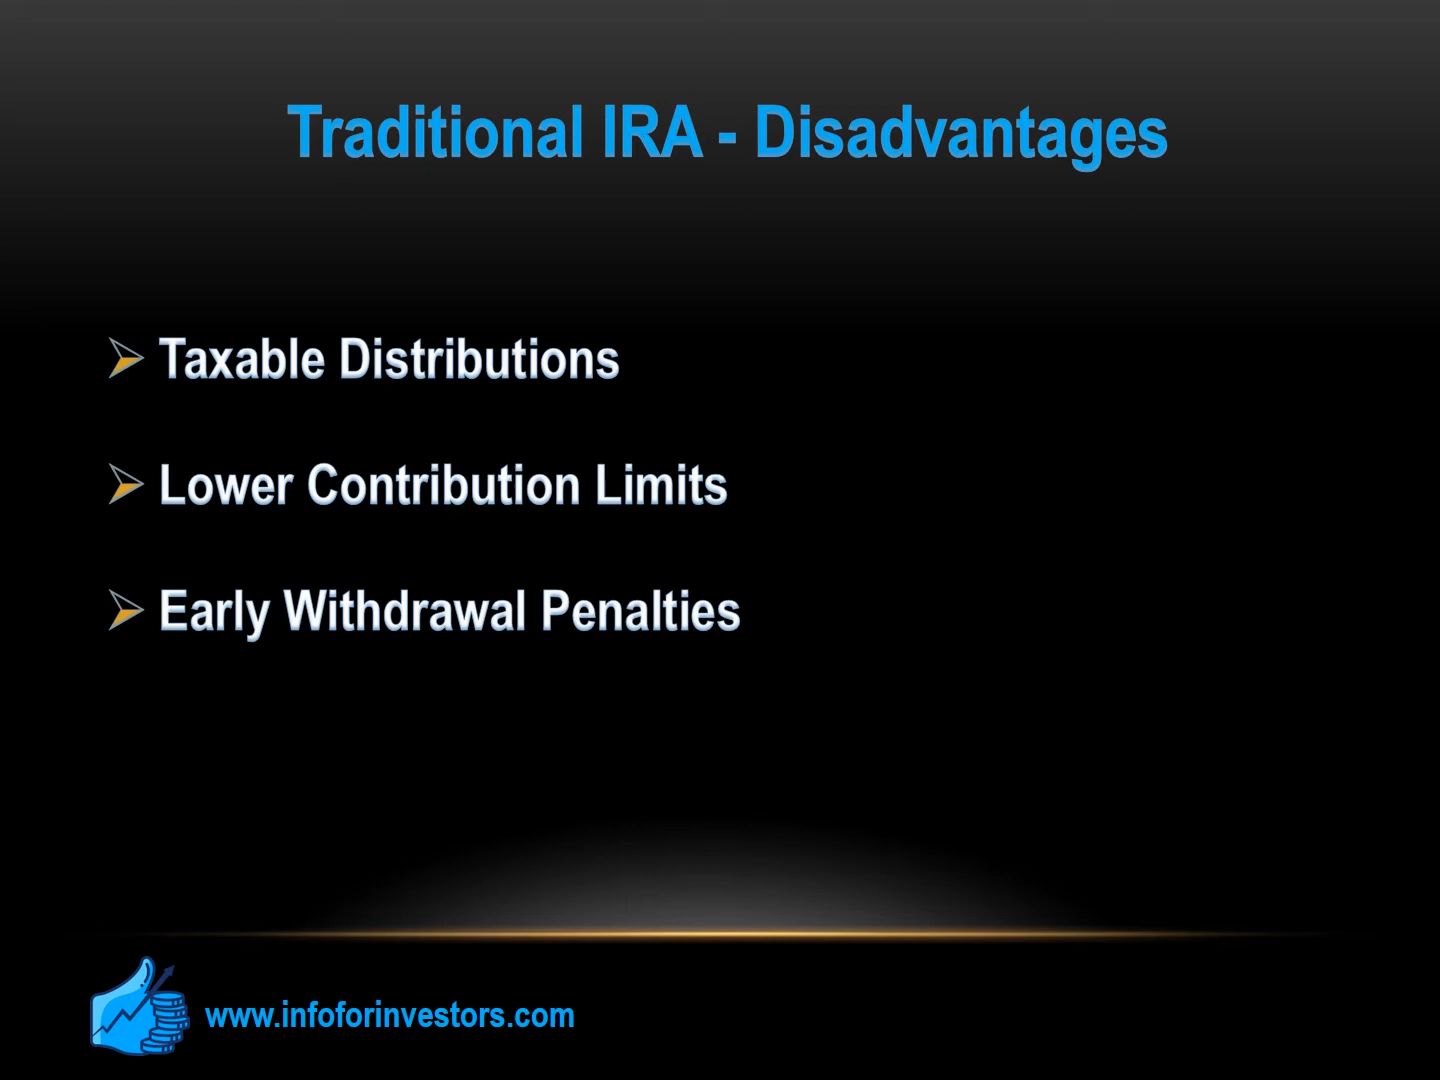 Traditional IRA - Disadvantages
Taxable Distributions
Lower Contribution Limits
Early Withdrawal Penalties
www.infoforinvestors.com